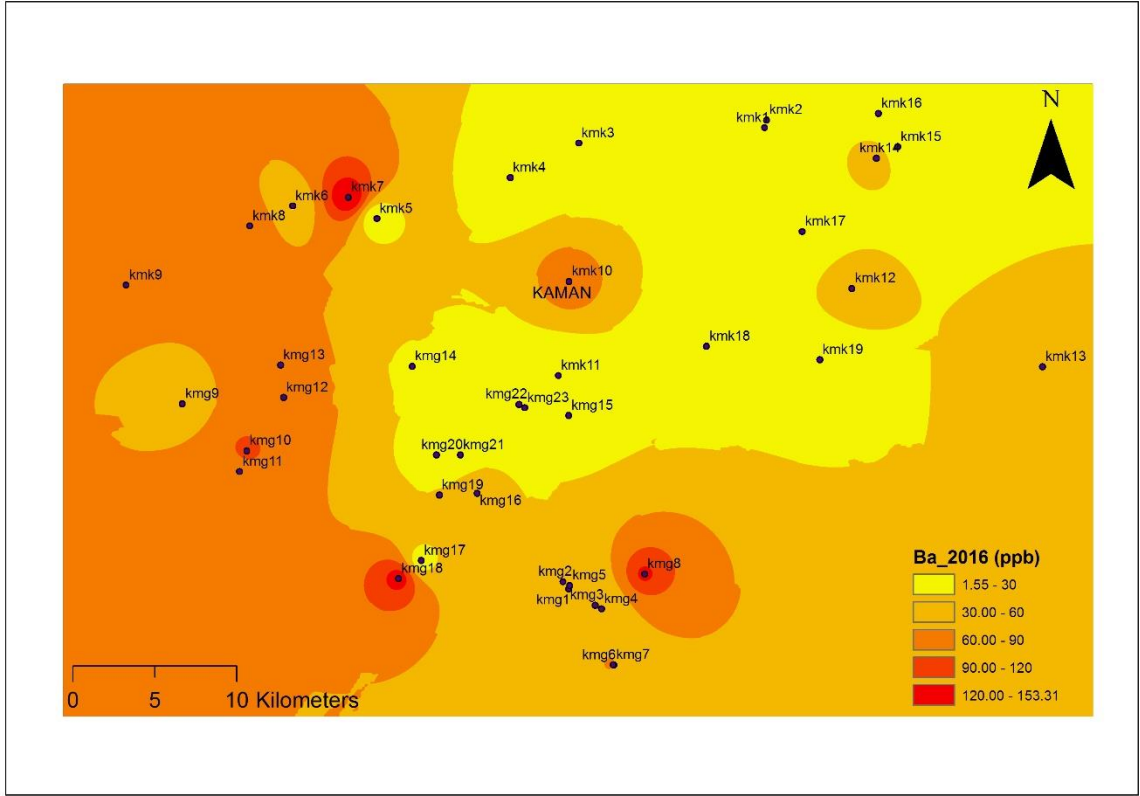 N
kmk16
kmk2
kmk1
kmk15
kmk14
kmk3
kmk4
kmk7
kmk6
kmk5
kmk8
kmk17
kmk9
kmk10
KAMAN
kmk12
kmk18
kmk19
kmk13
kmg13
kmg14
kmk11
kmg12
kmg9
kmg22
kmg23
kmg15
kmg10
kmg20
kmg21
kmg11
kmg19
kmg16
kmg17
kmg18
kmg8
kmg2
kmg5
kmg1
kmg3
kmg4
kmg6
kmg7
Ba_2016 (ppb)
1.55 - 30
30.00 - 60
60.00 - 90
90.00 - 120
120.00 - 153.31
0 5 10 Kilometers